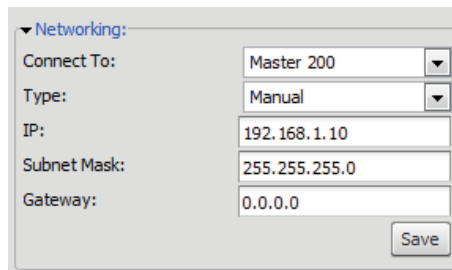 Networking:
Connect To: Master 200
Type: Manual
IP: 192.168.1.10
Subnet Mask: 255.255.255.0
Gateway: 0.0.0.0
Save